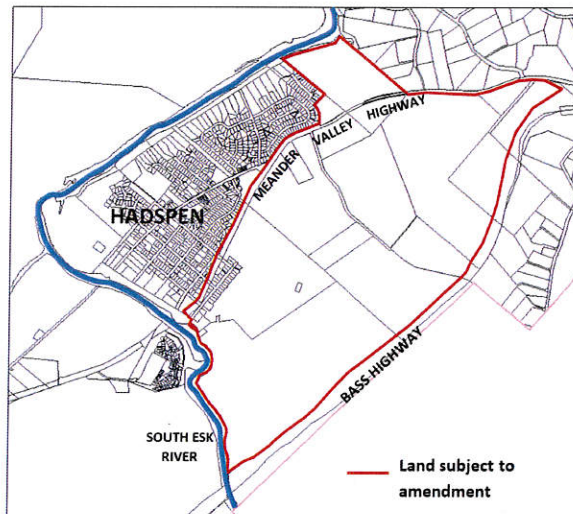 MEANDER VALLEY HIGHWAY
HADSPEN
BASS HIGHWAY
SOUTH ESK
RIVER
Land subject to
amendment